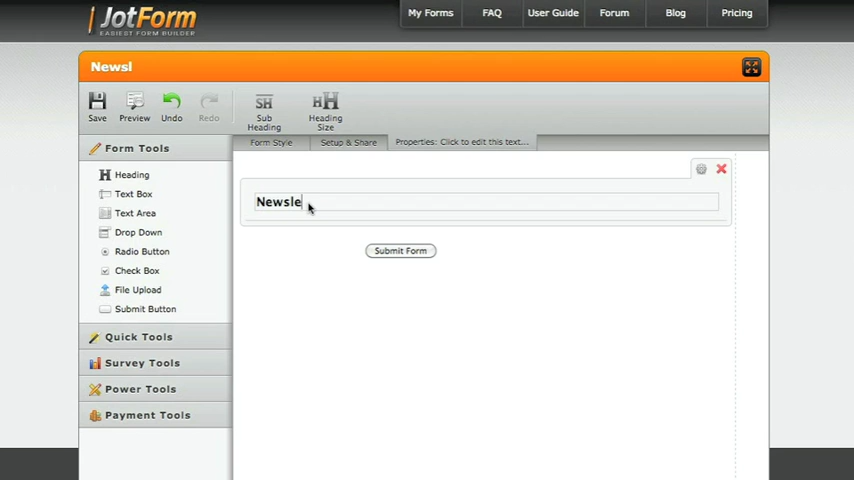 JotForm
EASIEST FORM BUILDER
My Forms FAQ User Guide Forum Blog Pricing
Newsl
Save Preview Undo Redo Sub Heading Heading Size
Form Style Setup & Share Properties: Click to edit this text...
Form Tools
Heading
Text Box
Text Area
Drop Down
Radio Button
Check Box
File Upload
Submit Button
Quick Tools
Survey Tools
Power Tools
Payment Tools
Newsle
Submit Form